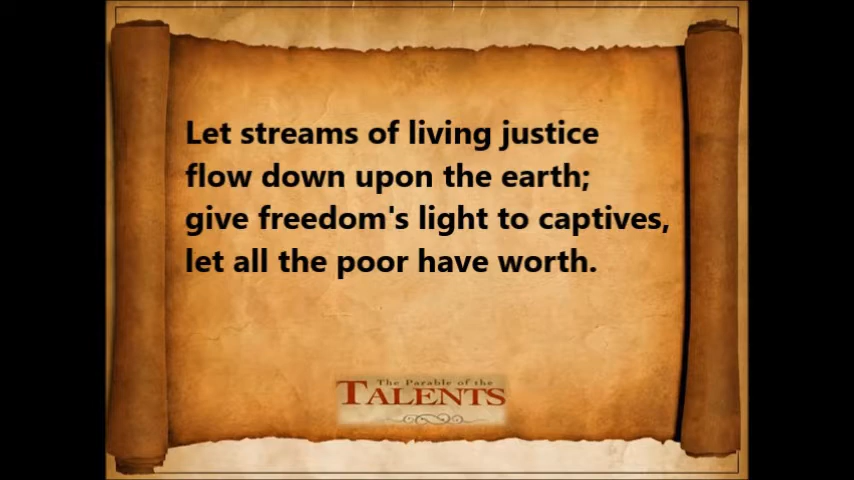 Let streams of living justice
flow down upon the earth;
give freedom's light to captives,
let all the poor have worth.
The Parable of the
TALENTS